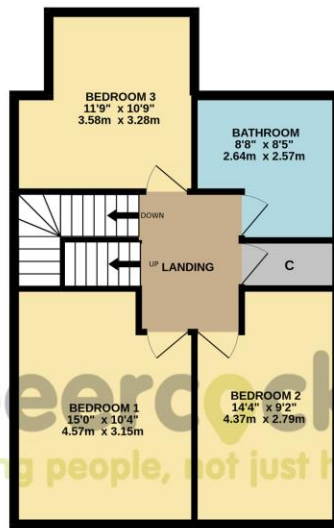 BEDROOM 3
11'9" x 10'9"
3.58m x 3.28m
BATHROOM
8'8" x 8'5"
2.64m x 2.57m
DOWN
UP
LANDING
C
BEDROOM 1
15'0" x 10'4"
4.57m x 3.15m
BEDROOM 2
14'4" x 9'2"
4.37m x 2.79m
eercocl
ng people, not just h